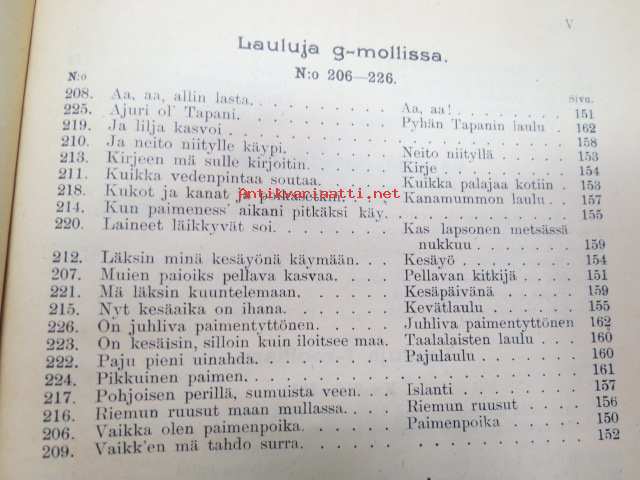 V
Lauluja g-mollissa.
N:o 206—226.
N:o Sivu.
208. Aa, aa, allin lasta. Aa, aa! 151
225. Ajuri ol' Tapani. Pyhän Tapanin laulu 162
219. Ja lilja kasvoi 158
210. Ja neito niitylle käypi. Neito niityllä 153
213. Kirjeen mä sulle kirjoitin. Kirje 154
211. Kuikka vedenpintaa soutaa. Kuikka palajaa kotiin 153
218. Kukot ja kanat ja Kanamummon laulu 157
Antikvariaatti.net
214. Kun paimeness' aikani pitkäksi käy. 155
220. Laineet läikkyvät soi. Kas lapsonen metsässä
nukkuu 159
212. Läksin minä kesäyönä käymään. Kesäyö 154
207. Muien paioiks pellava kasvaa. Pellavan kitkijä 151
221. Mä läksin kuuntelemaan. Kesäpäivänä 159
215. Nyt kesäaika on ihana. Kevätlaulu 155
226. On juhliva paimentyttönen. Juhliva paimentyttönen 162
223. On kesäisin, silloin kuin iloitsee maa. Taalalaisten laulu 160
222. Paju pieni uinahda. Pajulaulu 160
224. Pikkuinen paimen. 161
217. Pohjoisen perillä, sumuista veen. Islanti 157
216. Riemun ruusut maan mullassa. Riemun ruusut 156
206. Vaikka olen paimenpoika. Paimenpoika 150
209. Vaikk'en mä tahdo surra. 152